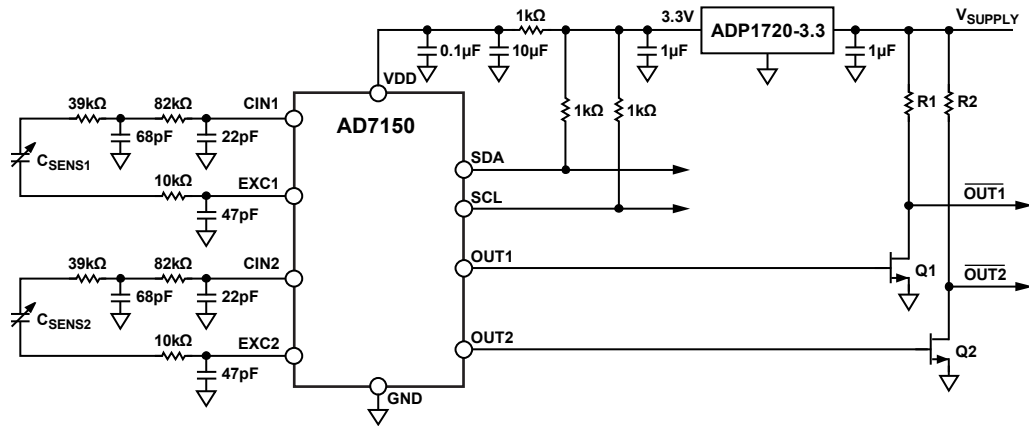 1kΩ 3.3V ADP1720-3.3 VSUPPLY
0.1µF 10µF 1µF 1µF
VDD
R1 R2
39kΩ 82kΩ CIN1
AD7150
1kΩ 1kΩ
68pF 22pF
CSENS1
SDA
10kΩ EXC1
SCL
OUT1
47pF
39kΩ 82kΩ CIN2
OUT1
Q1
68pF 22pF
OUT2
CSENS2
10kΩ EXC2
OUT2
Q2
47pF
GND